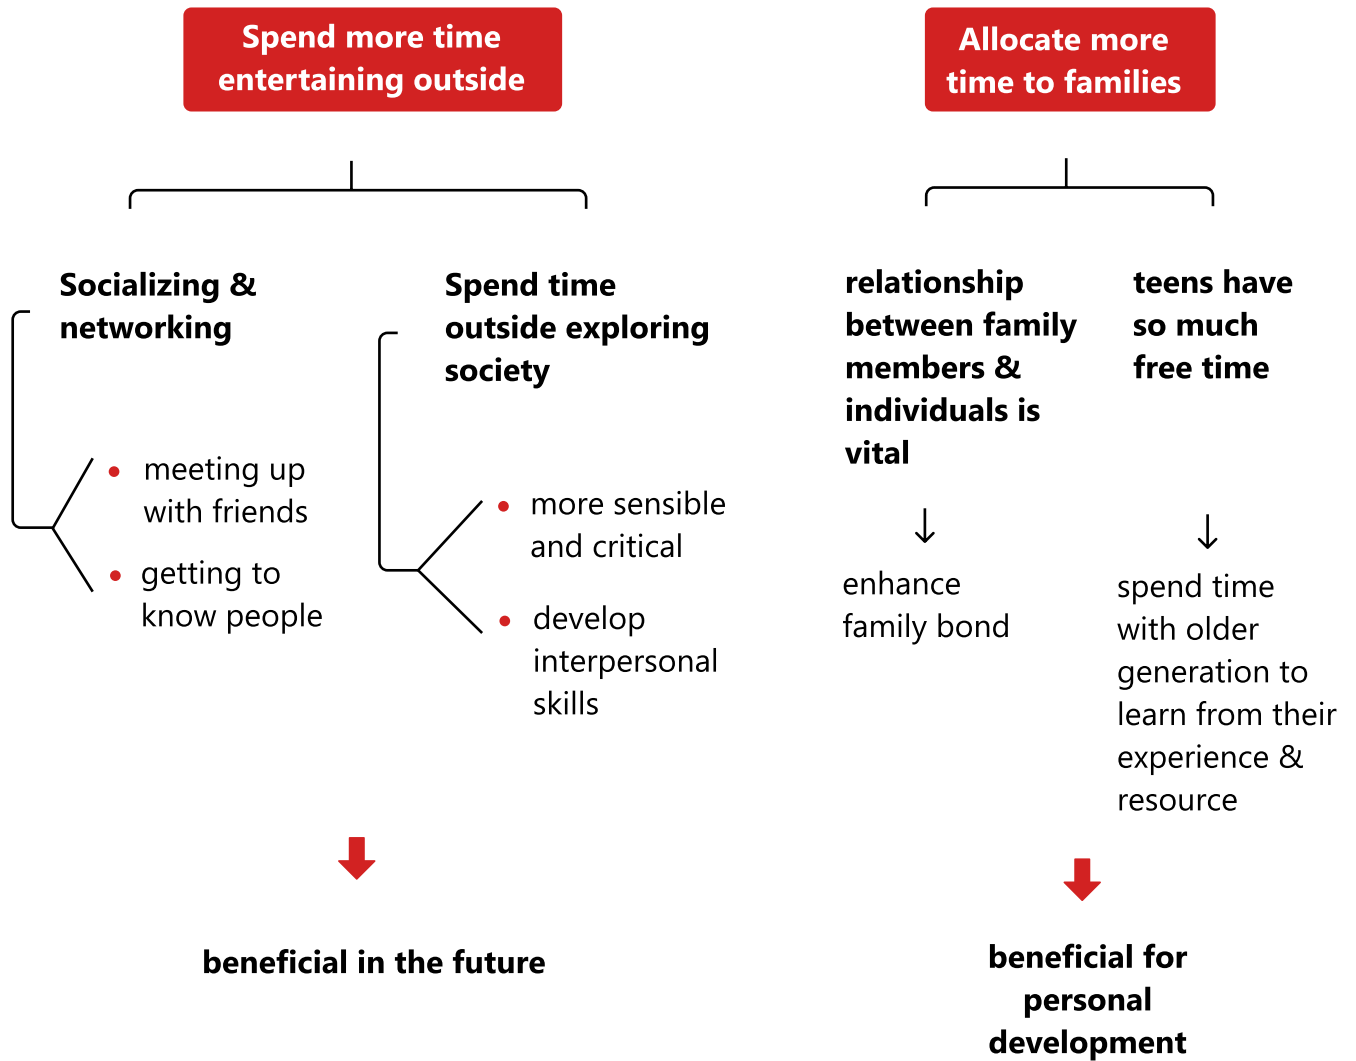 Spend more time
entertaining outside
Socializing &
networking
meeting up
with friends
getting to
know people
Spend time
outside exploring
society
more sensible
and critical
develop
interpersonal
skills
beneficial in the future
Allocate more
time to families
relationship
between family
members &
individuals is
vital
enhance
family bond
teens have
so much
free time
spend time
with older
generation to
learn from their
experience &
resource
beneficial for
personal
development